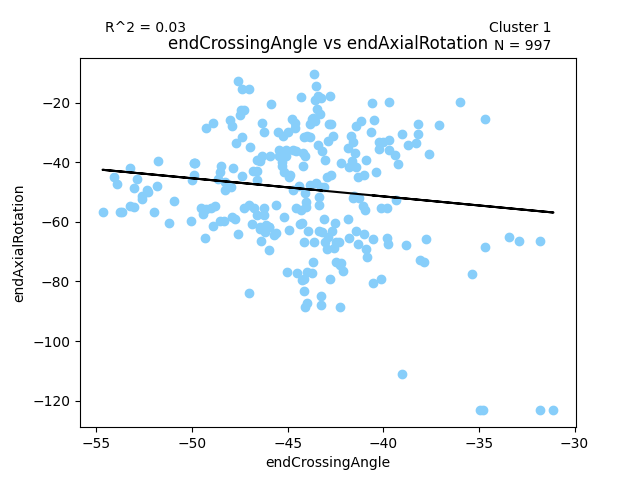 R^2 = 0.03
Cluster 1
endCrossingAngle vs endAxialRotation
N = 997
−20
−40
−60
−80
−100
−120
endAxialRotation
−55
−50
−45
−40
−35
−30
endCrossingAngle